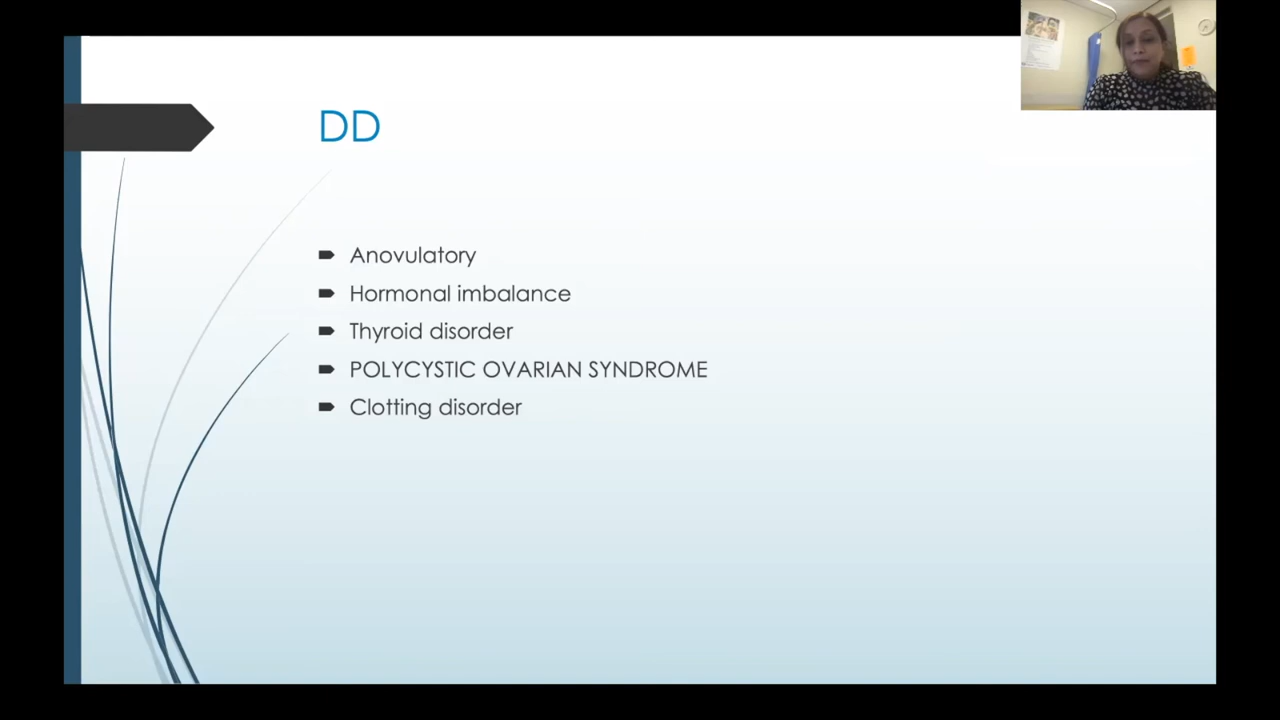 DD
Anovulatory
Hormonal imbalance
Thyroid disorder
POLYCYSTIC OVARIAN SYNDROME
Clotting disorder